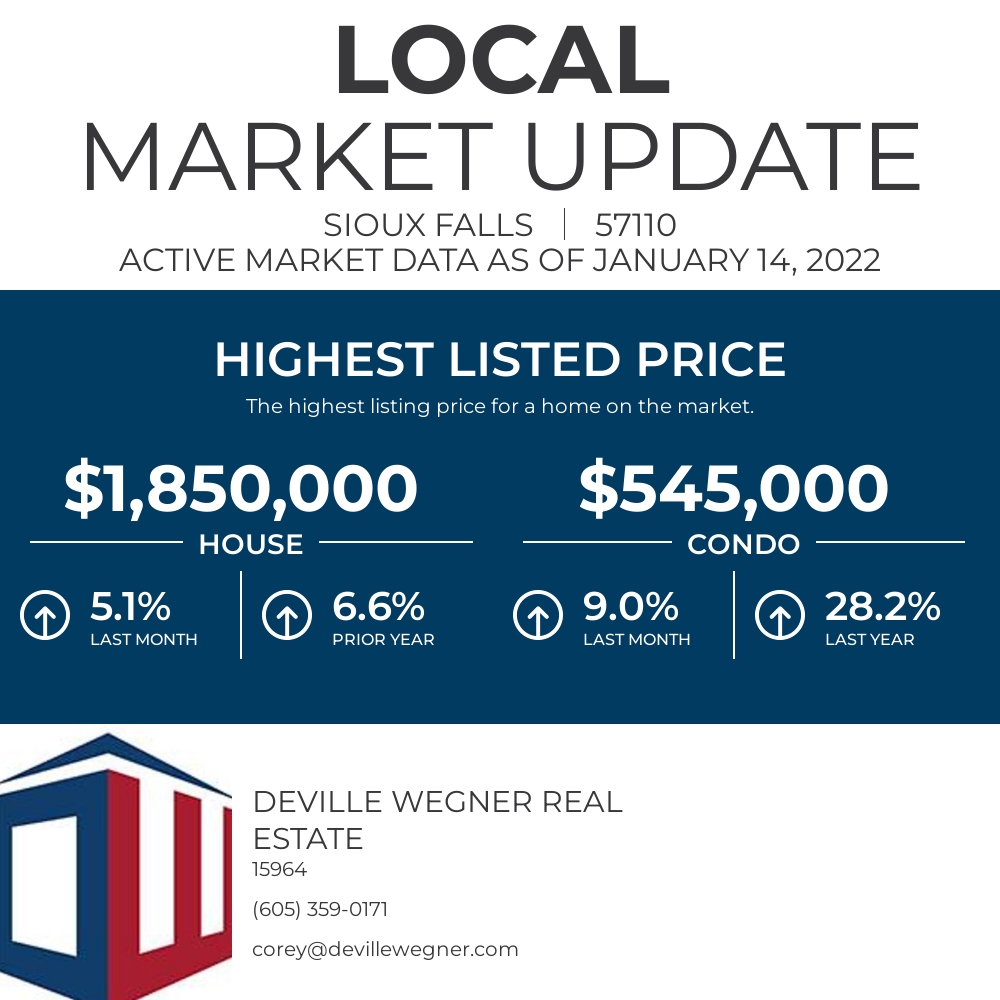 LOCAL
MARKET UPDATE
SIOUX FALLS | 57110
ACTIVE MARKET DATA AS OF JANUARY 14, 2022
HIGHEST LISTED PRICE
The highest listing price for a home on the market.
$1,850,000
HOUSE
5.1%
LAST MONTH
6.6%
PRIOR YEAR
$545,000
CONDO
9.0%
LAST MONTH
28.2%
LAST YEAR
DEVILLE WEGNER REAL
ESTATE
15964
(605) 359-0171
corey@devillewegner.com